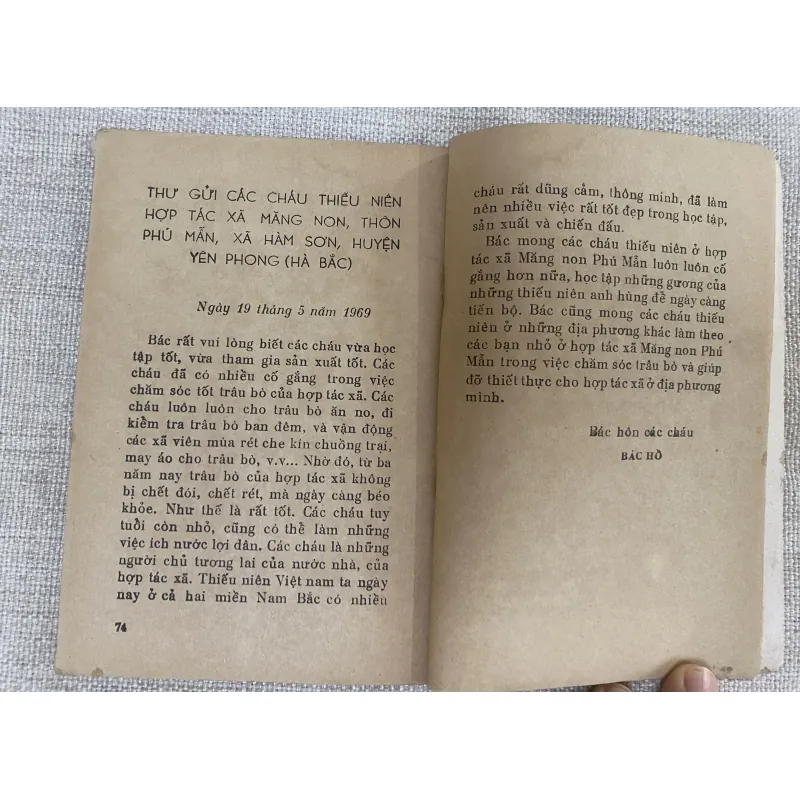 THƯ GỬI CÁC CHÁU THIẾU NIÊN
HỢP TÁC XÃ MĂNG NON, THÔN
PHÚ MẪN, XÃ HÀM SƠN, HUYỆN
YÊN PHONG (HÀ BẮC)
Ngày 19 tháng 5 năm 1969
Bác rất vui lòng biết các cháu vừa học
tập tốt, vừa tham gia sản xuất tốt. Các
cháu đã có nhiều cố gắng trong việc
chăm sóc tốt trâu bò của hợp tác xã. Các
cháu luôn luôn cho trâu bò ăn no, đi
kiểm tra trâu bò ban đêm, và vận động
các xã viên mùa rét che kín chuồng trại,
may áo cho trâu bò, v.v... Nhờ đó, từ ba
năm nay trâu bò của hợp tác xã không
bị chết đói, chết rét, mà ngày càng béo
khỏe. Như thế là rất tốt. Các cháu tuy
tuổi còn nhỏ, cũng có thể làm những
việc ích nước lợi dân. Các cháu là những
người chủ tương lai của nước nhà, của
hợp tác xã. Thiếu niên Việt nam ta ngày
nay ở cả hai miền Nam Bắc có nhiều
74
cháu rất dũng cảm, thông minh, đã làm
nên nhiều việc rất tốt đẹp trong học tập,
sản xuất và chiến đấu.
Bác mong các cháu thiếu niên ở hợp
tác xã Măng non Phú Mẫn luôn luôn cố
gắng hơn nữa, học tập những gương của
những thiếu niên anh hùng để ngày càng
tiến bộ. Bác cũng mong các cháu thiếu
niên ở những địa phương khác làm theo
các bạn nhỏ ở hợp tác xã Măng non Phú
Mẫn trong việc chăm sóc trâu bò và giúp
đỡ thiết thực cho hợp tác xã ở địa phương
mình.
Bác hôn các cháu
BÁC HỒ